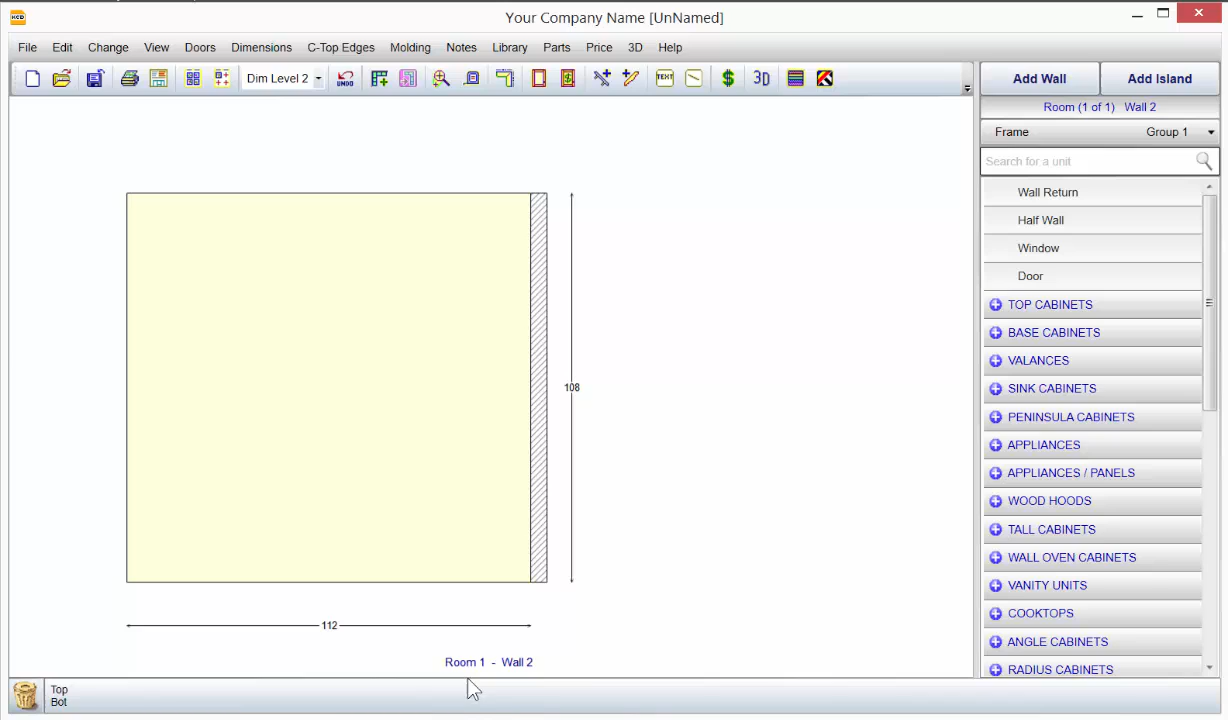 KCD
Your Company Name [UnNamed]
File Edit Change View Doors Dimensions C-Top Edges Molding Notes Library Parts Price 3D Help
Dim Level 2 UNDO TEXT $ 3D
Add Wall Add Island
Room (1 of 1) Wall 2
Frame Group 1
Search for a unit
Wall Return
Half Wall
Window
Door
TOP CABINETS
BASE CABINETS
VALANCES
SINK CABINETS
PENINSULA CABINETS
APPLIANCES
APPLIANCES / PANELS
WOOD HOODS
TALL CABINETS
WALL OVEN CABINETS
VANITY UNITS
COOKTOPS
ANGLE CABINETS
RADIUS CABINETS
108
112
Room 1 - Wall 2
Top
Bot